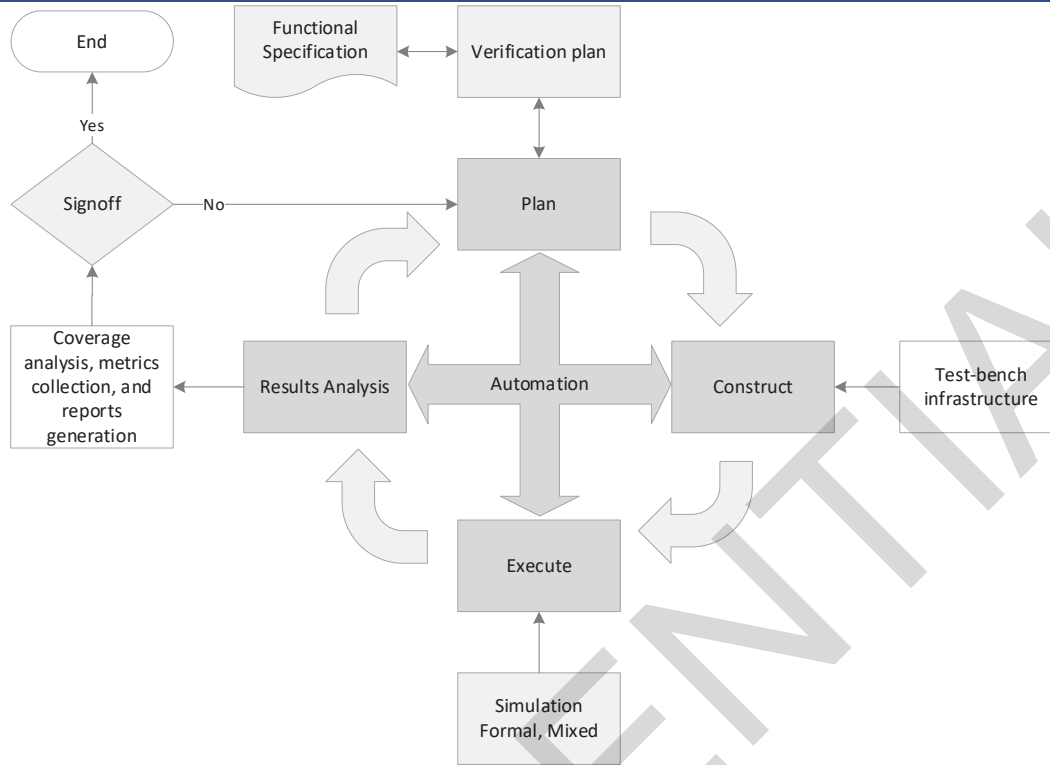 End
Functional
Specification
Verification plan
Yes
Signoff
No
Plan
Coverage
analysis, metrics
collection, and
reports
generation
Results Analysis
Automation
Construct
Test-bench
infrastructure
Execute
Simulation
Formal, Mixed
ENTIA